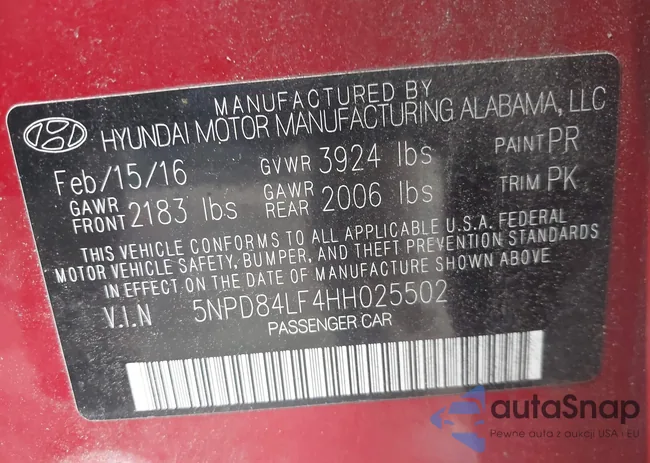 MANUFACTURED BY
HYUNDAI MOTOR MANUFACTURING ALABAMA, LLC
Feb/15/16 GVWR 3924 lbs PAINT PR
GAWR FRONT 2183 lbs GAWR REAR 2006 lbs TRIM PK
THIS VEHICLE CONFORMS TO ALL APPLICABLE U.S.A. FEDERAL
MOTOR VEHICLE SAFETY, BUMPER, AND THEFT PREVENTION STANDARDS
IN EFFECT ON THE DATE OF MANUFACTURE SHOWN ABOVE
V.I.N 5NPD84LF4HH025502
PASSENGER CAR
autaSnap
Pewne auta z aukcji USA i EU